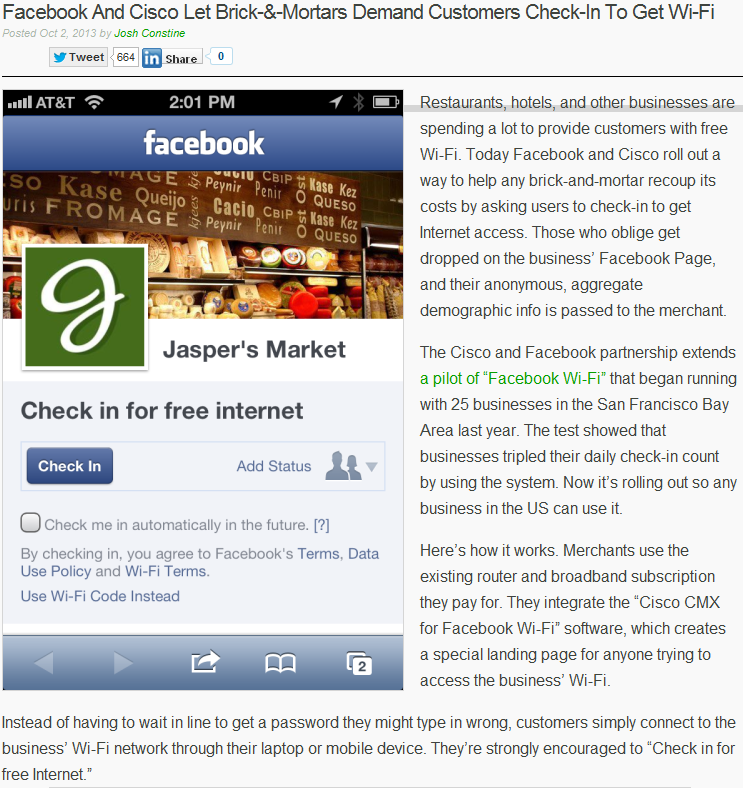 Facebook And Cisco Let Brick-&-Mortars Demand Customers Check-In To Get Wi-Fi
Posted Oct 2, 2013 by Josh Constine
Tweet 664 in Share 0
AT&T 2:01 PM
facebook
so Kase Queijo Peynir Penir Kase Kez QUESO
uris FROMAGE Cacio CBIP Kase Kez
Peynir Penir QUESO
Jasper's Market
Check in for free internet
Check In Add Status
Check me in automatically in the future. [?]
By checking in, you agree to Facebook's Terms, Data
Use Policy and Wi-Fi Terms.
Use Wi-Fi Code Instead
2
Restaurants, hotels, and other businesses are
spending a lot to provide customers with free
Wi-Fi. Today Facebook and Cisco roll out a
way to help any brick-and-mortar recoup its
costs by asking users to check-in to get
Internet access. Those who oblige get
dropped on the business’ Facebook Page,
and their anonymous, aggregate
demographic info is passed to the merchant.
The Cisco and Facebook partnership extends
a pilot of “Facebook Wi-Fi” that began running
with 25 businesses in the San Francisco Bay
Area last year. The test showed that
businesses tripled their daily check-in count
by using the system. Now it’s rolling out so any
business in the US can use it.
Here’s how it works. Merchants use the
existing router and broadband subscription
they pay for. They integrate the “Cisco CMX
for Facebook Wi-Fi” software, which creates
a special landing page for anyone trying to
access the business’ Wi-Fi.
Instead of having to wait in line to get a password they might type in wrong, customers simply connect to the
business’ Wi-Fi network through their laptop or mobile device. They’re strongly encouraged to “Check in for
free Internet.”